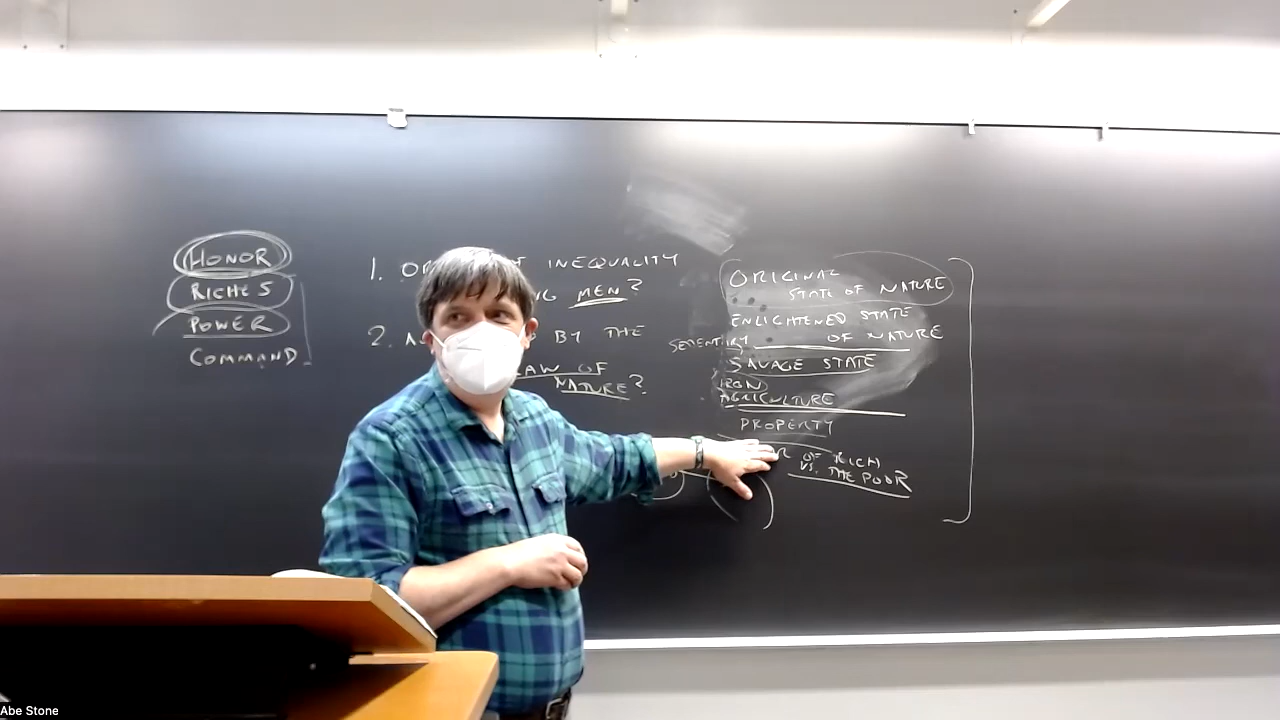 HONOR
RICHES
POWER
COMMAND
1. INEQUALITY
MEN?
2. BY THE
LAW OF
NATURE?
ORIGINAL
STATE OF NATURE
ENLIGHTENED STATE
OF NATURE
SEDENTARY
SAVAGE STATE
IRON
AGRICULTURE
PROPERTY
OF RICH
VS. THE POOR
Abe Stone